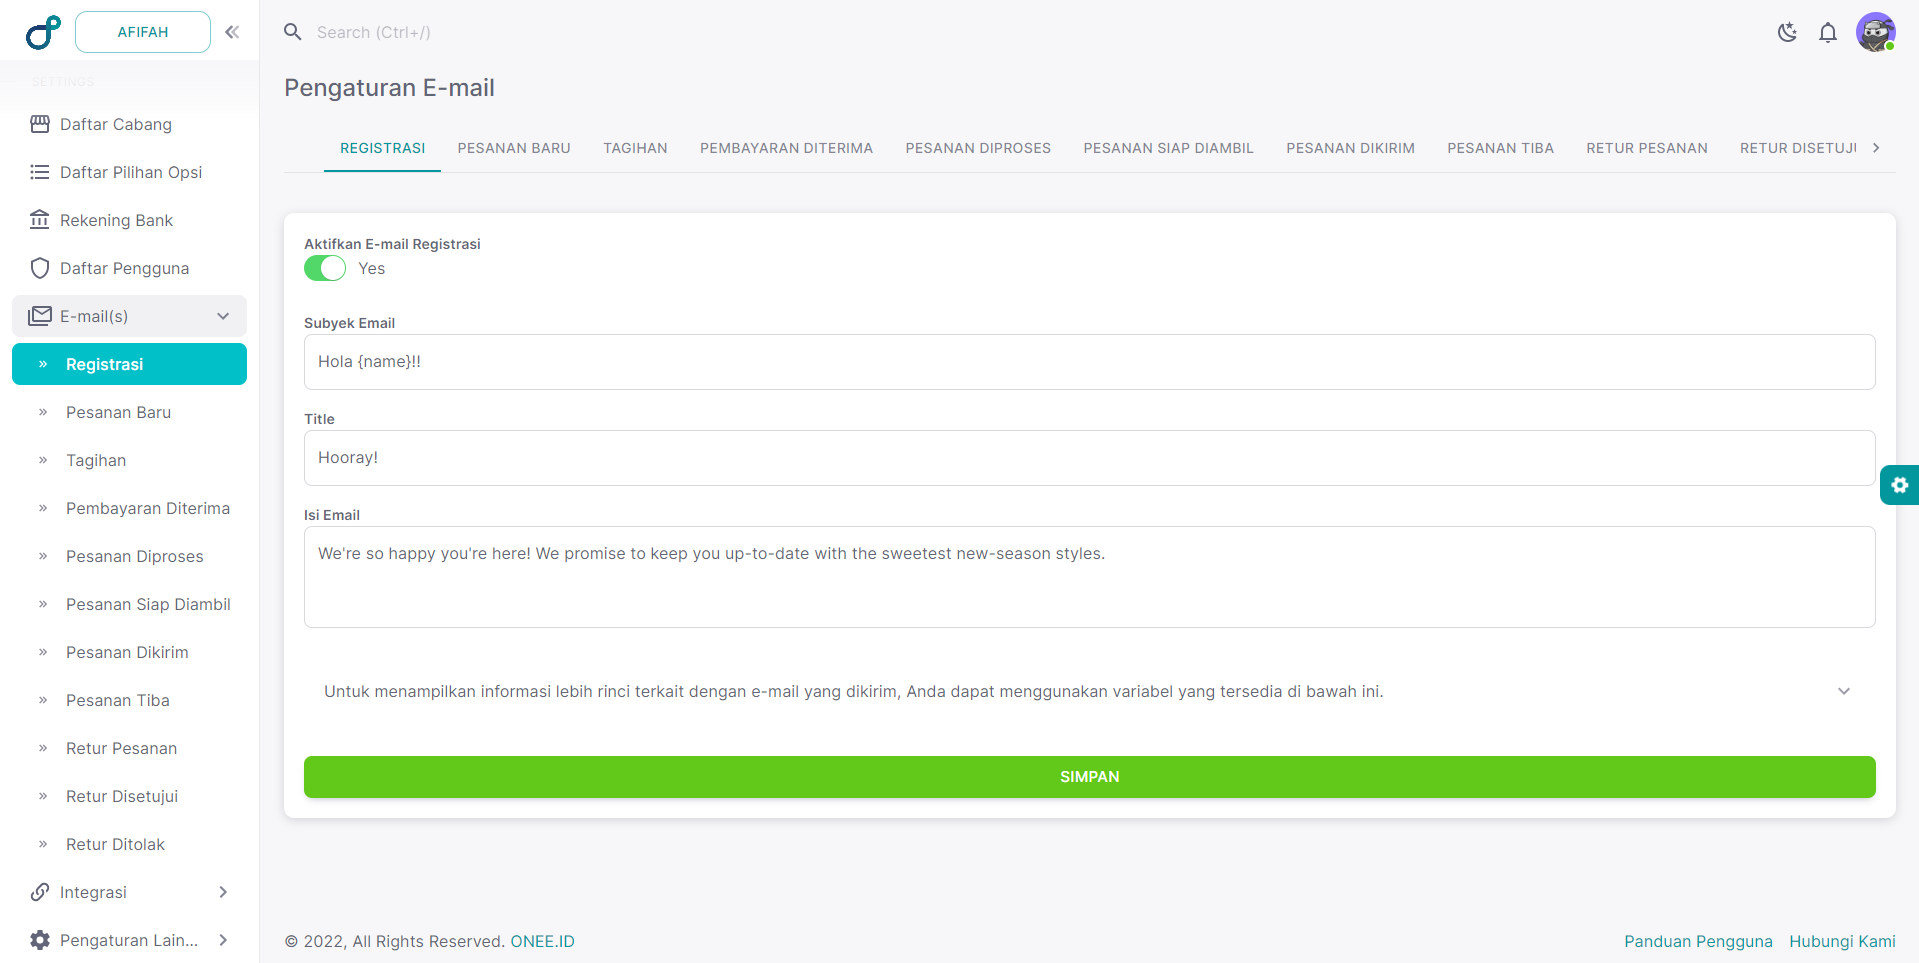 AFIFAH
Search (Ctrl+/)
SETTINGS
Daftar Cabang
Daftar Pilihan Opsi
Rekening Bank
Daftar Pengguna
E-mail(s)
» Registrasi
» Pesanan Baru
» Tagihan
» Pembayaran Diterima
» Pesanan Diproses
» Pesanan Siap Diambil
» Pesanan Dikirim
» Pesanan Tiba
» Retur Pesanan
» Retur Disetujui
» Retur Ditolak
Integrasi
Pengaturan Lain...
Pengaturan E-mail
REGISTRASI PESANAN BARU TAGIHAN PEMBAYARAN DITERIMA PESANAN DIPROSES PESANAN SIAP DIAMBIL PESANAN DIKIRIM PESANAN TIBA RETUR PESANAN RETUR DISETUJU
Aktifkan E-mail Registrasi
Yes
Subyek Email
Hola {name}!!
Title
Hooray!
Isi Email
We're so happy you're here! We promise to keep you up-to-date with the sweetest new-season styles.
Untuk menampilkan informasi lebih rinci terkait dengan e-mail yang dikirim, Anda dapat menggunakan variabel yang tersedia di bawah ini.
SIMPAN
© 2022, All Rights Reserved. ONEE.ID
Panduan Pengguna Hubungi Kami